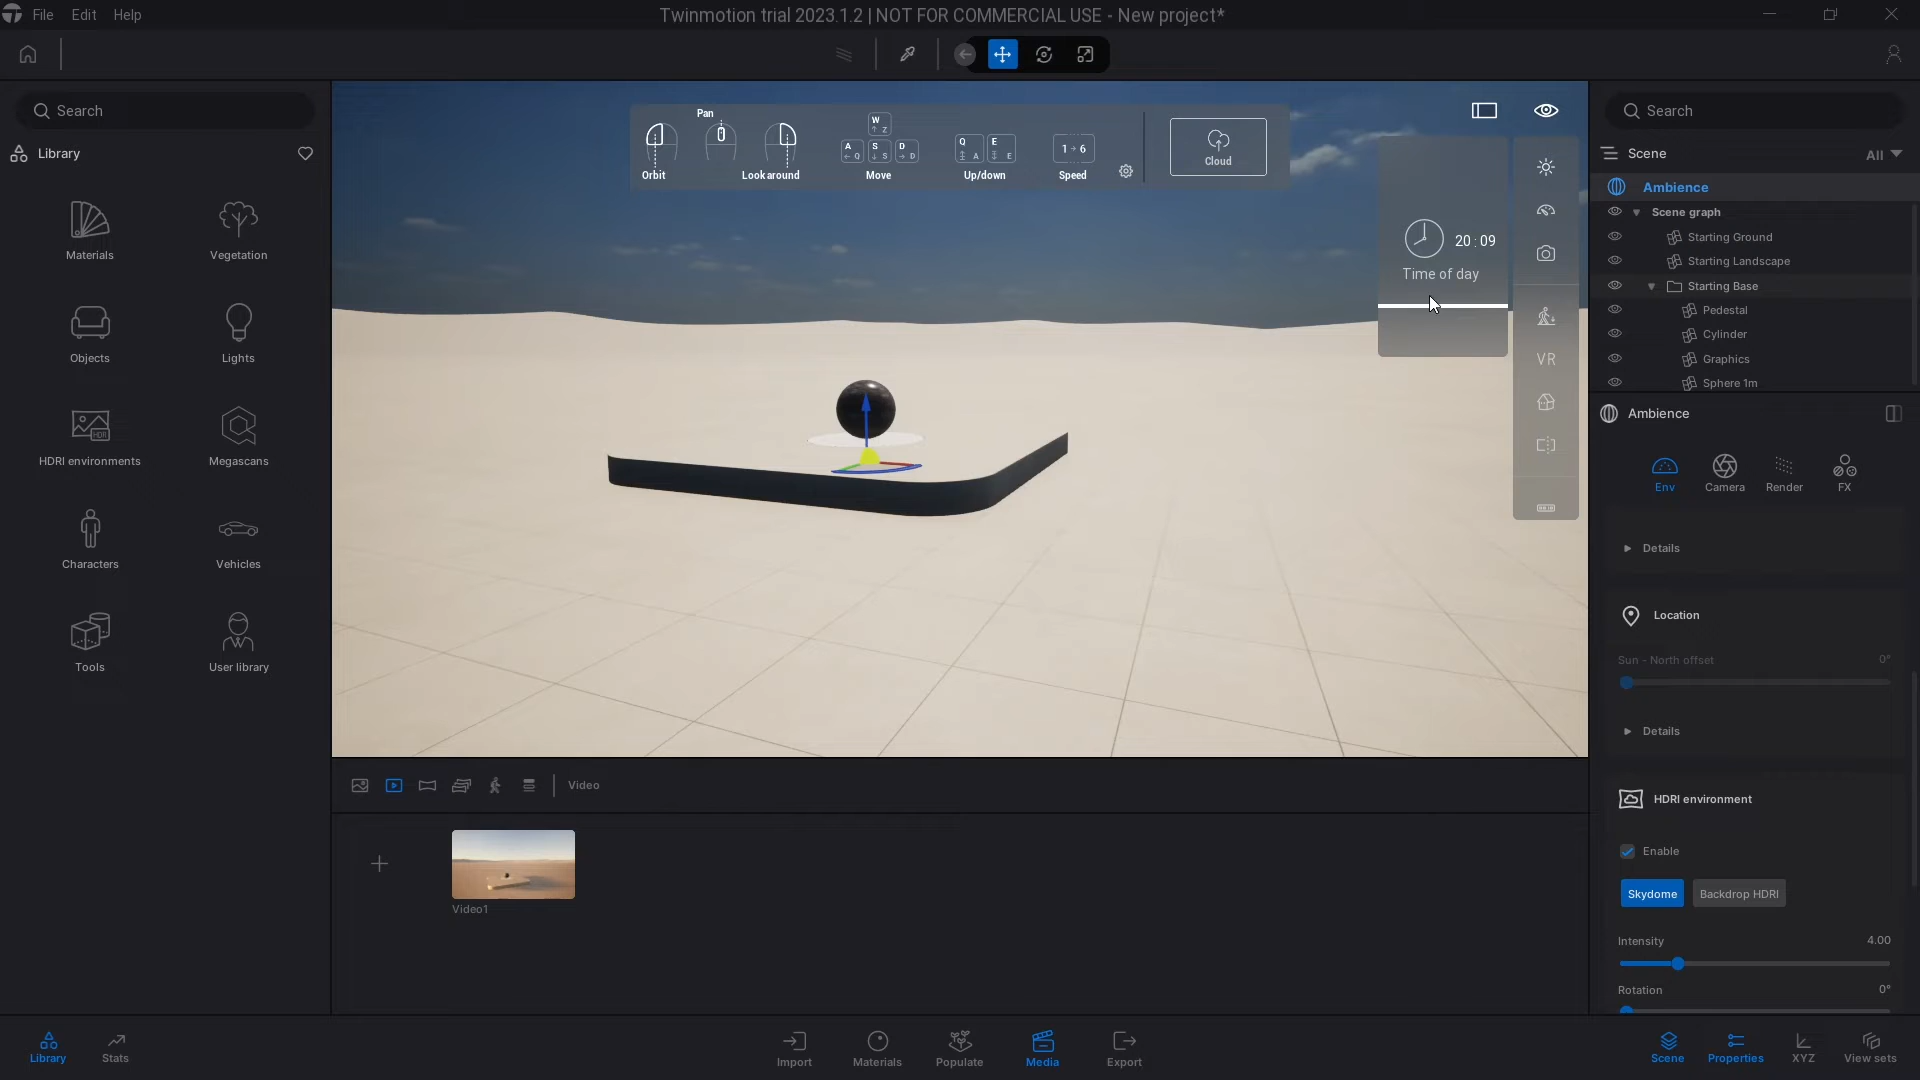 File Edit Help
Twinmotion trial 2023.1.2 | NOT FOR COMMERCIAL USE - New project*
Search
Library
Materials
Vegetation
Objects
Lights
HDRI
HDRI environments
Megascans
Characters
Vehicles
Tools
User library
Pan
Orbit
Look around
W
Z
A
Q
S
S
D
D
Move
Q
A
E
E
Up/down
1 6
Speed
Cloud
20 : 09
Time of day
VR
Search
Scene
All
Ambience
Scene graph
Starting Ground
Starting Landscape
Starting Base
Pedestal
Cylinder
Graphics
Sphere 1m
Ambience
Env
Camera
Render
FX
Details
Location
Sun - North offset 0°
Details
HDRI environment
Enable
Skydome
Backdrop HDRI
Intensity 4.00
Rotation 0°
Video
Video1
Library
Stats
Import
Materials
Populate
Media
Export
Scene
Properties
XYZ
View sets